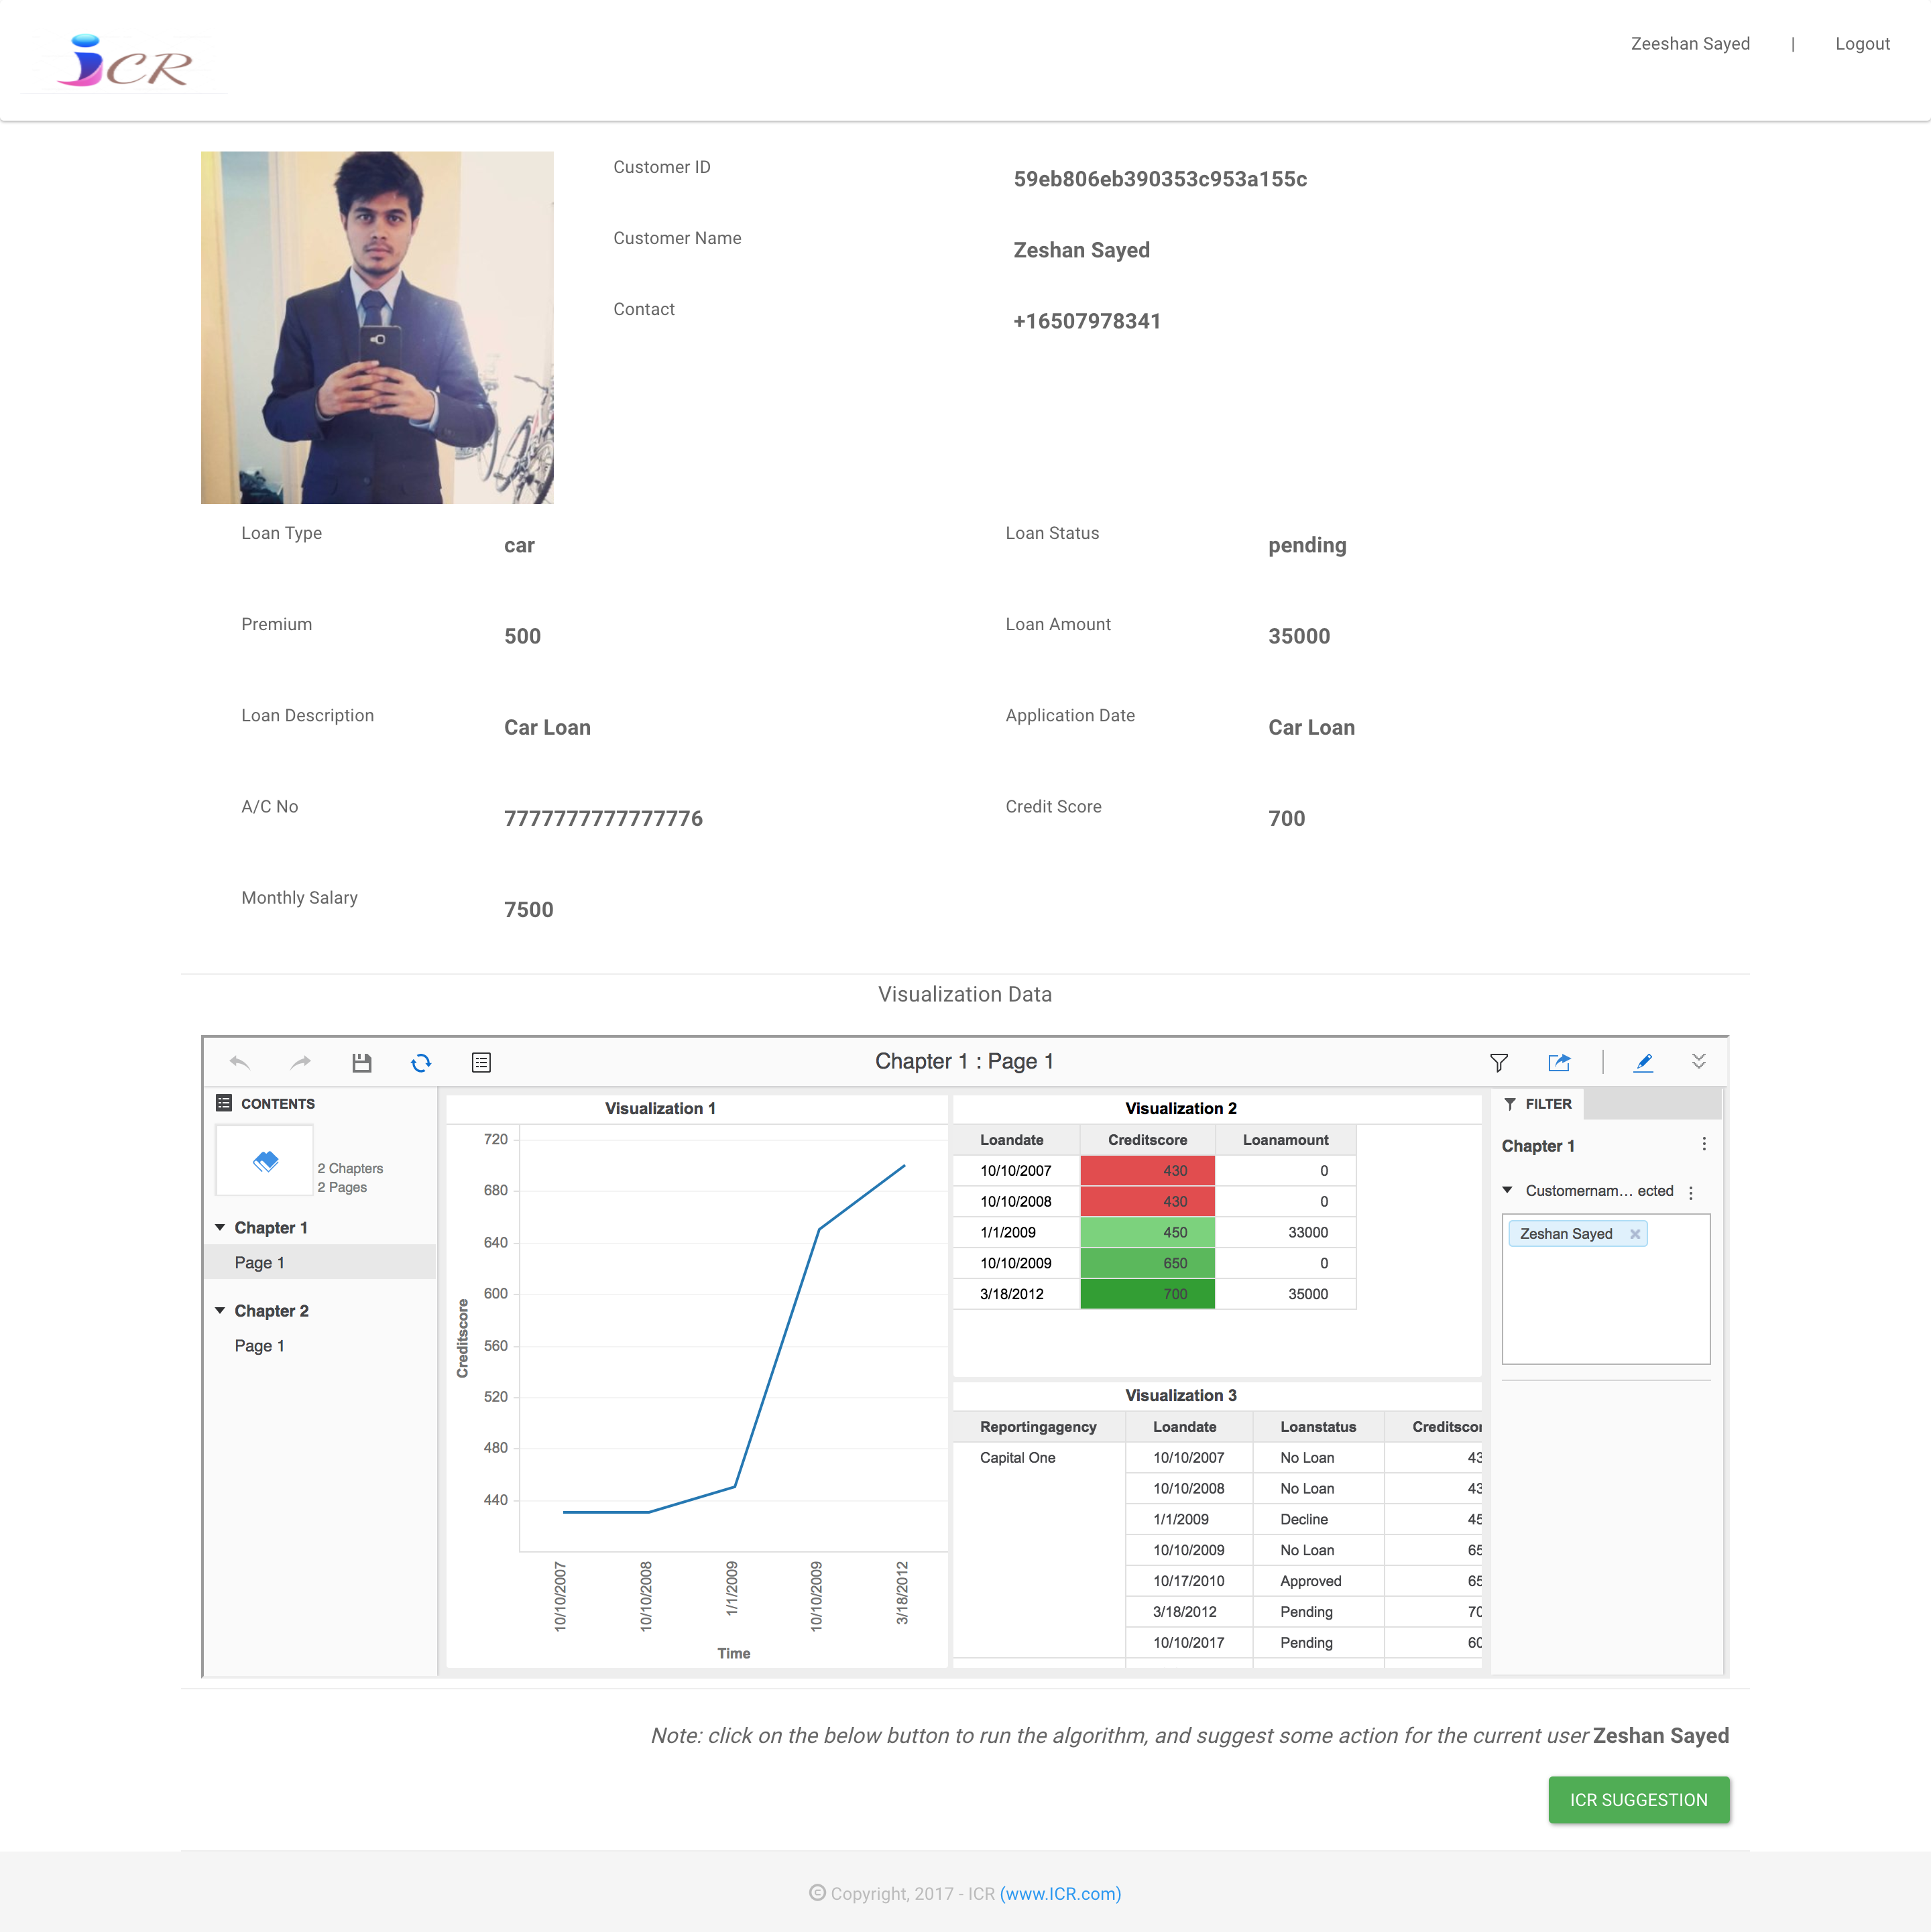 iCR
Zeeshan Sayed | Logout
Customer ID 59eb806eb390353c953a155c
Customer Name Zeshan Sayed
Contact +16507978341
Loan Type car Loan Status pending
Premium 500 Loan Amount 35000
Loan Description Car Loan Application Date Car Loan
A/C No 7777777777777776 Credit Score 700
Monthly Salary 7500
Visualization Data
Chapter 1 : Page 1
CONTENTS
2 Chapters
2 Pages
Chapter 1
Page 1
Chapter 2
Page 1
Visualization 1
Creditscore
720
680
640
600
560
520
480
440
10/10/2007
10/10/2008
1/1/2009
10/10/2009
3/18/2012
Time
Visualization 2
Loandate Creditscore Loanamount
10/10/2007 430 0
10/10/2008 430 0
1/1/2009 450 33000
10/10/2009 650 0
3/18/2012 700 35000
Visualization 3
Reportingagency Loandate Loanstatus Creditscor
Capital One 10/10/2007 No Loan 43
10/10/2008 No Loan 43
1/1/2009 Decline 45
10/10/2009 No Loan 65
10/17/2010 Approved 65
3/18/2012 Pending 70
10/10/2017 Pending 60
FILTER
Chapter 1
Customernam... ected
Zeshan Sayed
Note: click on the below button to run the algorithm, and suggest some action for the current user Zeshan Sayed
ICR SUGGESTION
© Copyright, 2017 - ICR (www.ICR.com)